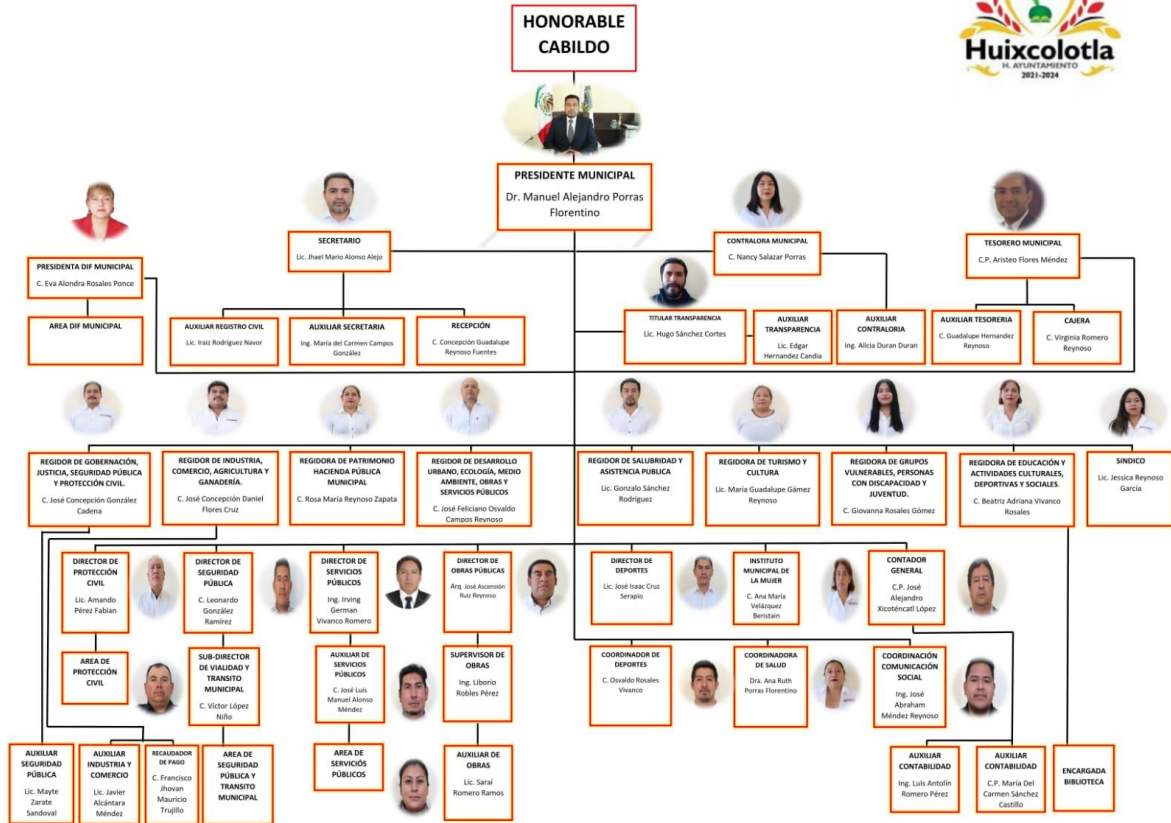 HONORABLE
CABILDO
Huixcolotla
H. AYUNTAMIENTO
2021-2024
PRESIDENTE MUNICIPAL
Dr. Manuel Alejandro Porras
Florentino
SECRETARIO
Lic. Jhael Mario Alonso Alejo
CONTRALORA MUNICIPAL
C. Nancy Salazar Porras
TESORERO MUNICIPAL
C.P. Aristeo Flores Méndez
PRESIDENTA DIF MUNICIPAL
C. Eva Alondra Rosales Ponce
AREA DIF MUNICIPAL
AUXILIAR REGISTRO CIVIL
Lic. Iraiz Rodríguez Navor
AUXILIAR SECRETARIA
Ing. María del Carmen Campos
González
RECEPCIÓN
C. Concepción Guadalupe
Reynoso Fuentes
TITULAR TRANSPARENCIA
Lic. Hugo Sánchez Cortes
AUXILIAR
TRANSPARENCIA
Lic. Edgar
Hernandez Candia
AUXILIAR
CONTRALORIA
Ing. Alicia Duran Duran
AUXILIAR TESORERIA
C. Guadalupe Hernandez
Reynoso
CAJERA
C. Virginia Romero
Reynoso
REGIDOR DE GOBERNACIÓN,
JUSTICIA, SEGURIDAD PÚBLICA
Y PROTECCIÓN CIVIL.
C. José Concepción González
Cadena
REGIDOR DE INDUSTRIA,
COMERCIO, AGRICULTURA Y
GANADERÍA.
C. José Concepción Daniel
Flores Cruz
REGIDORA DE PATRIMONIO
HACIENDA PÚBLICA
MUNICIPAL
C. Rosa María Reynoso Zapata
REGIDOR DE DESARROLLO
URBANO, ECOLOGÍA, MEDIO
AMBIENTE, OBRAS Y
SERVICIOS PÚBLICOS
C. José Feliciano Osvaldo
Campos Reynoso
REGIDOR DE SALUBRIDAD Y
ASISTENCIA PUBLICA
Lic. Gonzalo Sánchez
Rodríguez
REGIDORA DE TURISMO Y
CULTURA
Lic. María Guadalupe Gámez
Reynoso
REGIDORA DE GRUPOS
VULNERABLES, PERSONAS
CON DISCAPACIDAD Y
JUVENTUD.
C. Giovanna Rosales Gómez
REGIDORA DE EDUCACIÓN Y
ACTIVIDADES CULTURALES,
DEPORTIVAS Y SOCIALES.
C. Beatriz Adriana Vivanco
Rosales
SINDICO
Lic. Jessica Reynoso
García
DIRECTOR DE
PROTECCIÓN
CIVIL
Lic. Amando
Pérez Fabian
DIRECTOR DE
SEGURIDAD
PÚBLICA
C. Leonardo
González
Ramírez
DIRECTOR DE
SERVICIOS
PÚBLICOS
Ing. Irving
German
Vivanco Romero
DIRECTOR DE
OBRAS PÚBLICAS
Arq. José Ascensión
Ruiz Reynoso
DIRECTOR DE
DEPORTES
Lic. José Isaac Cruz
Serapio
INSTITUTO
MUNICIPAL DE
LA MUJER
C. Ana María
Velázquez
Beristain
CONTADOR
GENERAL
C.P. José
Alejandro
Xicoténcatl López
AREA DE
PROTECCIÓN
CIVIL
SUB-DIRECTOR
DE VIALIDAD Y
TRANSITO
MUNICIPAL
C. Víctor López
Niño
AUXILIAR DE
SERVICIOS
PÚBLICOS
C. José Luis
Manuel Alonso
Méndez
SUPERVISOR DE
OBRAS
Ing. Liborio
Robles Pérez
COORDINADOR DE
DEPORTES
C. Osvaldo Rosales
Vivanco
COORDINADORA
DE SALUD
Dra. Ana Ruth
Porras Florentino
COORDINACIÓN
COMUNICACIÓN
SOCIAL
Ing. José
Abraham
Méndez Reynoso
AUXILIAR
SEGURIDAD
PÚBLICA
Lic. Mayte
Zarate
Sandoval
AUXILIAR
INDUSTRIA Y
COMERCIO
Lic. Javier
Alcántara
Méndez
RECAUDADOR
DE PAGO
C. Francisco
Jhovan
Mauricio
Trujillo
AREA DE
SEGURIDAD
PÚBLICA Y
TRANSITO
MUNICIPAL
AREA DE
SERVICIÓS
PÚBLICOS
AUXILIAR DE
OBRAS
Lic. Saraí
Romero Ramos
AUXILIAR
CONTABILIDAD
Ing. Luis Antolín
Romero Pérez
AUXILIAR
CONTABILIDAD
C.P. María Del
Carmen Sánchez
Castillo
ENCARGADA
BIBLIOTECA